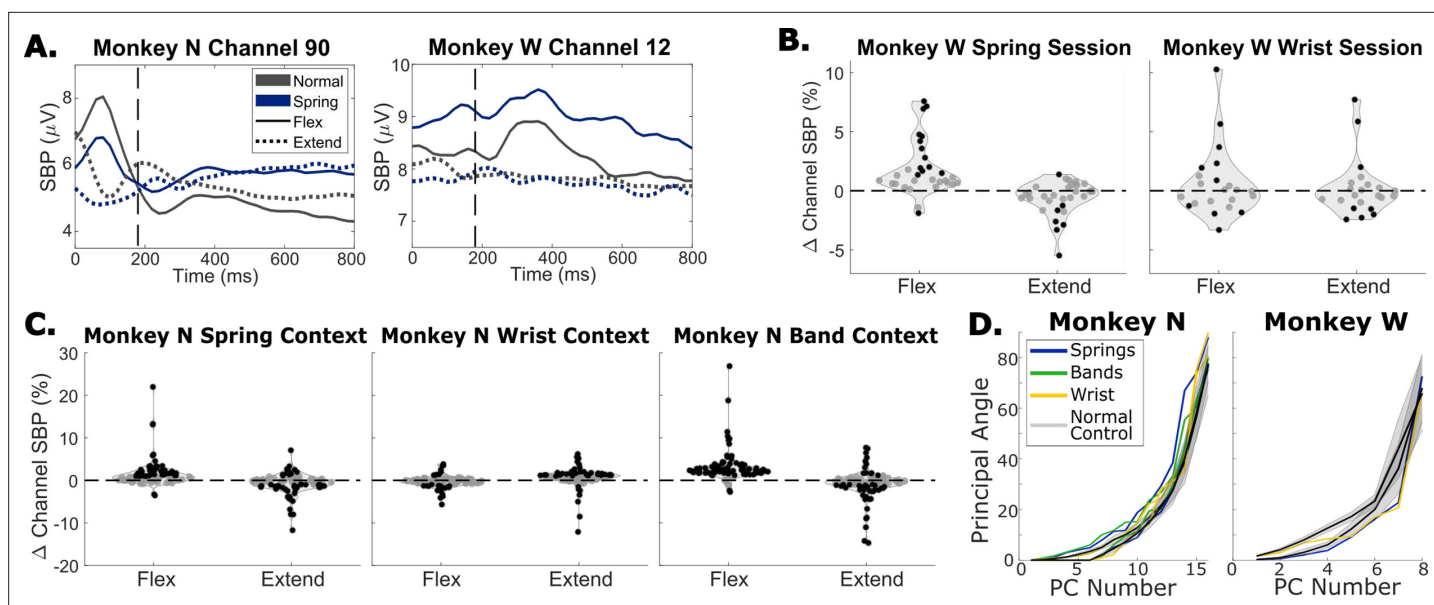 A.
Monkey N Channel 90
Monkey W Channel 12
SBP (μV)
8
6
4
0
200
400
600
800
Time (ms)
Normal
Spring
Flex
Extend
SBP (μV)
10
9
8
7
0
200
400
600
800
Time (ms)
B.
Monkey W Spring Session
Monkey W Wrist Session
Δ Channel SBP (%)
10
5
0
-5
Flex
Extend
Flex
Extend
C.
Monkey N Spring Context
Monkey N Wrist Context
Monkey N Band Context
Δ Channel SBP (%)
30
20
10
0
-10
-20
Flex
Extend
Flex
Extend
Flex
Extend
D.
Monkey N
Monkey W
Principal Angle
80
60
40
20
0
Springs
Bands
Wrist
Normal
Control
0
5
10
15
PC Number
0
2
4
6
8
PC Number